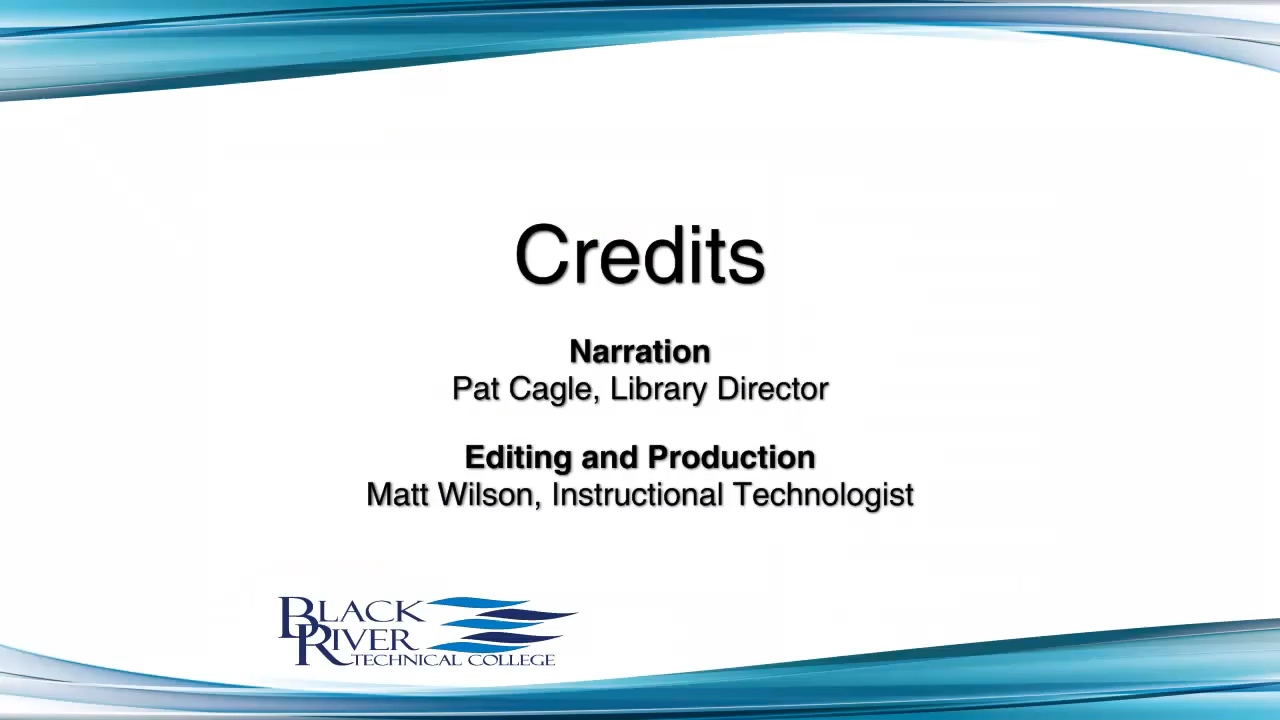 Credits
Narration
Pat Cagle, Library Director
Editing and Production
Matt Wilson, Instructional Technologist
BLACK
RIVER
TECHNICAL COLLEGE